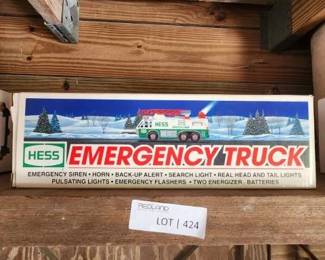 HESS EMERGENCY TRUCK
EMERGENCY SIREN • HORN • BACK-UP ALERT • SEARCH LIGHT • REAL HEAD AND TAIL LIGHTS
PULSATING LIGHTS • EMERGENCY FLASHERS • TWO ENERGIZER BATTERIES
REDLAND
LOT | 424